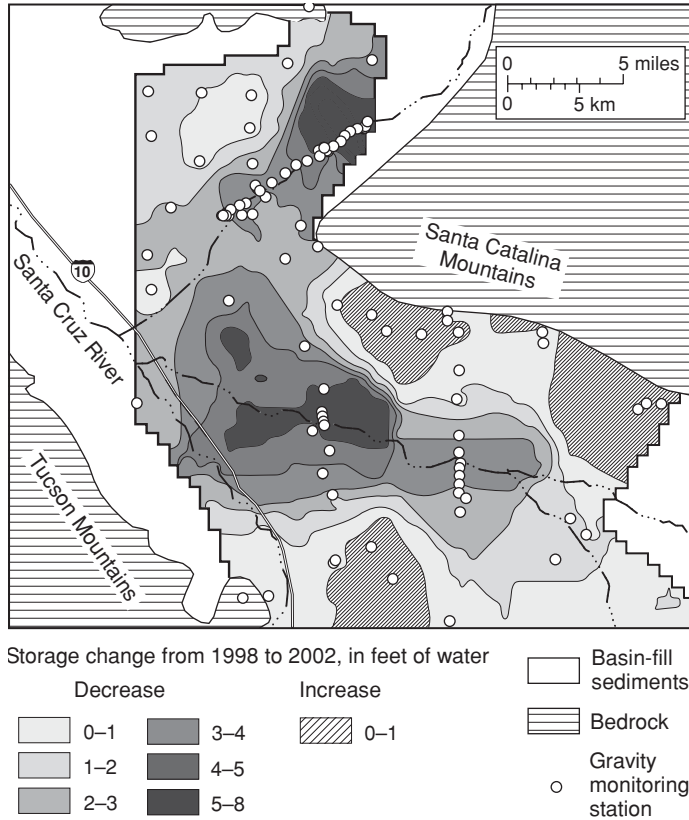 0 5 miles
0 5 km
Santa Catalina
Mountains
10
Santa Cruz River
Tucson Mountains
Storage change from 1998 to 2002, in feet of water
Decrease
Increase
0–1
3–4
0–1
1–2
4–5
2–3
5–8
Basin-fill
sediments
Bedrock
Gravity
monitoring
station